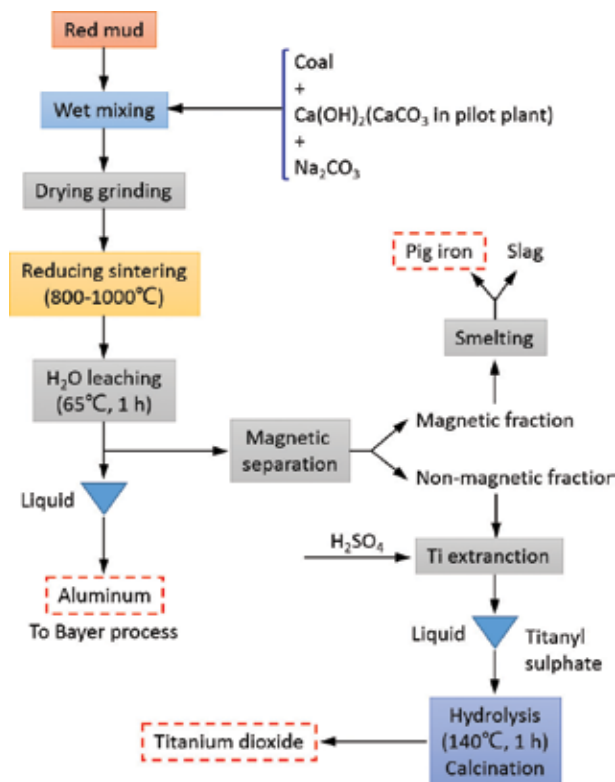 Red mud
Wet mixing
Coal
+
Ca(OH)₂(CaCO₃ In pilot plant)
+
Na₂CO₃
Drying grinding
Reducing sintering
(800-1000℃)
H₂O leaching
(65℃, 1 h)
Magnetic
separation
Pig iron
Slag
Smelting
Magnetic fraction
Non-magnetic fraction
Liquid
Aluminum
To Bayer process
H₂SO₄
Ti extranction
Liquid
Titanyl
sulphate
Hydrolysis
(140℃, 1 h)
Calcination
Titanium dioxide